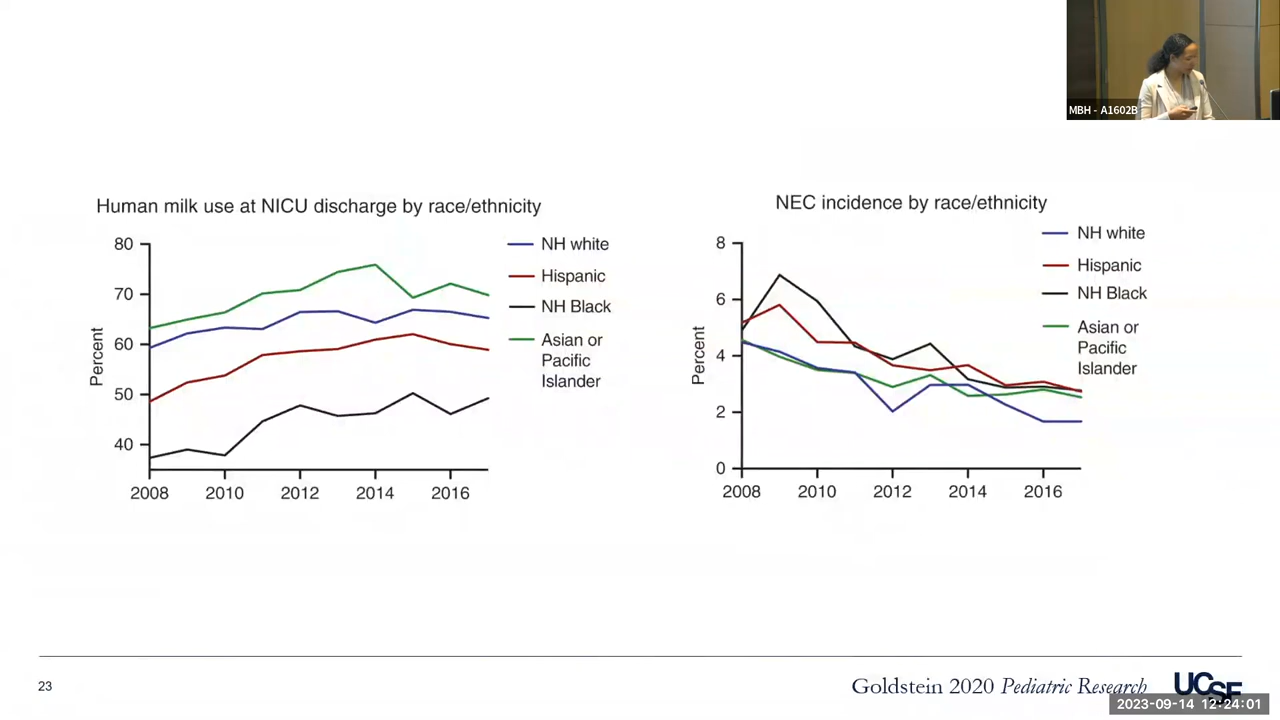 MBH - A1602B
Human milk use at NICU discharge by race/ethnicity
80
70
60
50
40
Percent
2008
2010
2012
2014
2016
NH white
Hispanic
NH Black
Asian or
Pacific
Islander
NEC incidence by race/ethnicity
8
6
4
2
0
Percent
2008
2010
2012
2014
2016
NH white
Hispanic
NH Black
Asian or
Pacific
Islander
23
Goldstein 2020 Pediatric Research
UCSF
2023-09-14 12:24:01